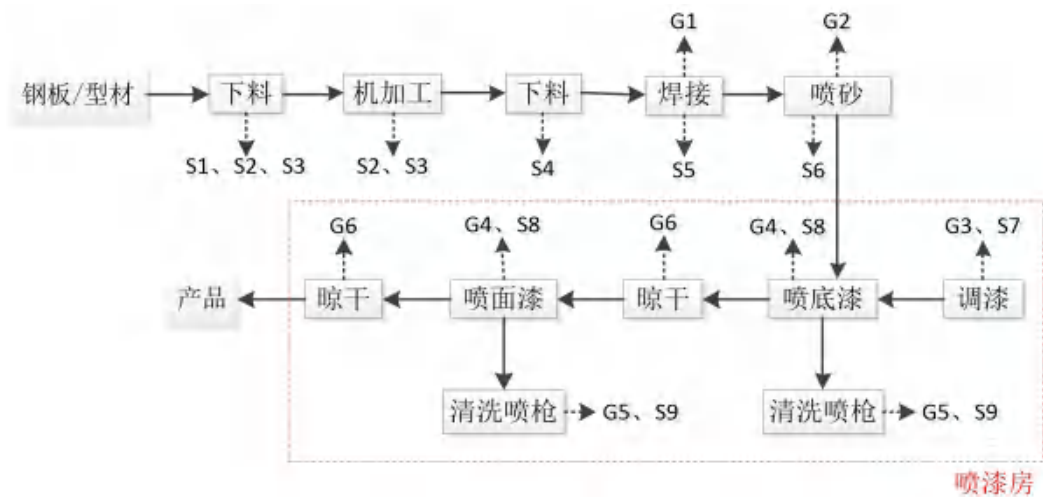 G1
G2
钢板/型材
下料
机加工
下料
焊接
喷砂
S1、S2、S3
S2、S3
S4
S5
S6
G6
G4、S8
G6
G4、S8
G3、S7
产品
晾干
喷面漆
晾干
喷底漆
调漆
清洗喷枪
G5、S9
清洗喷枪
G5、S9
喷漆房